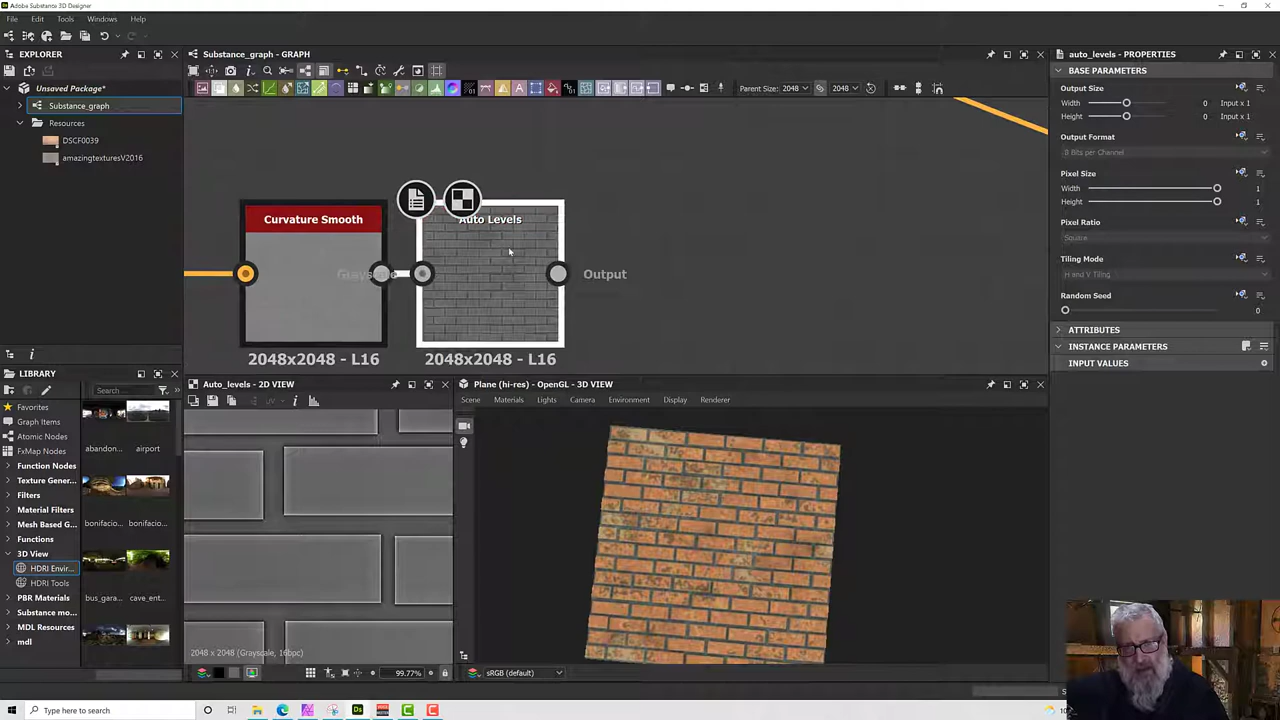 Adobe Substance 3D Designer
File Edit Tools Windows Help
EXPLORER
Unsaved Package*
Substance_graph
Resources
DSCF0039
amazingtexturesV2016
LIBRARY
Search
Favorites
Graph Items
Atomic Nodes
FxMap Nodes
Function Nodes
Texture Gener...
Filters
Material Filters
Mesh Based G...
Functions
3D View
HDRI Envir...
HDRI Tools
PBR Materials
Substance mo...
MDL Resources
mdl
abandon...
airport
bonifacio...
bonifacio...
bus_gara...
cave_ent...
Substance_graph - GRAPH
Parent Size: 2048 2048
Curvature Smooth
Auto Levels
Grayscale
Output
2048x2048 - L16
2048x2048 - L16
Auto_levels - 2D VIEW
UV
2048 x 2048 (Grayscale, 16bpc)
99.77%
Plane (hi-res) - OpenGL - 3D VIEW
Scene Materials Lights Camera Environment Display Renderer
sRGB (default)
auto_levels - PROPERTIES
BASE PARAMETERS
Output Size
Width 0 Input x 1
Height 0 Input x 1
Output Format
8 Bits per Channel
Pixel Size
Width 1
Height 1
Pixel Ratio
Square
Tiling Mode
H and V Tiling
Random Seed
0
ATTRIBUTES
INSTANCE PARAMETERS
INPUT VALUES
Type here to search